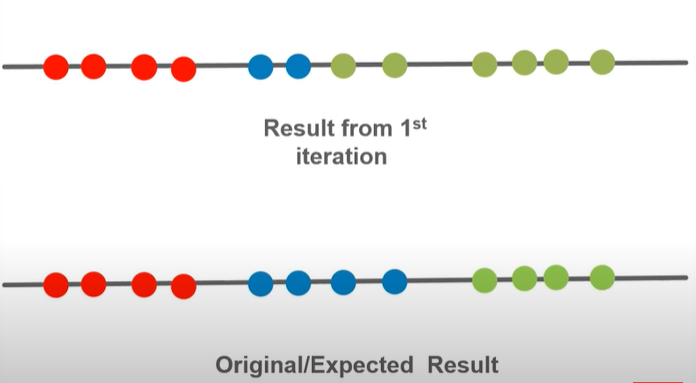 Result from 1st
iteration
Original/Expected Result